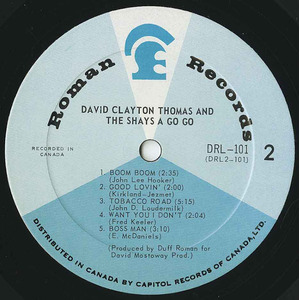 Roman Records
DAVID CLAYTON THOMAS AND
THE SHAYS A GO GO
RECORDED IN
CANADA
DRL-101
(DRL2-101)
2
1 BOOM BOOM (2:35)
(John Lee Hooker)
2. GOOD LOVIN' (2:00)
(Kirkland-Jezmet)
3. TOBACCO ROAD (5:15)
(John D. Loudermilk)
4. WANT YOU I DON'T (2:04)
(Fred Keeler)
5. BOSS MAN (3:10)
(E. McDaniels)
(Produced by Duff Roman for
David Mastoway Prod.)
DISTRIBUTED IN CANADA BY CAPITOL RECORDS OF CANADA, LTD.